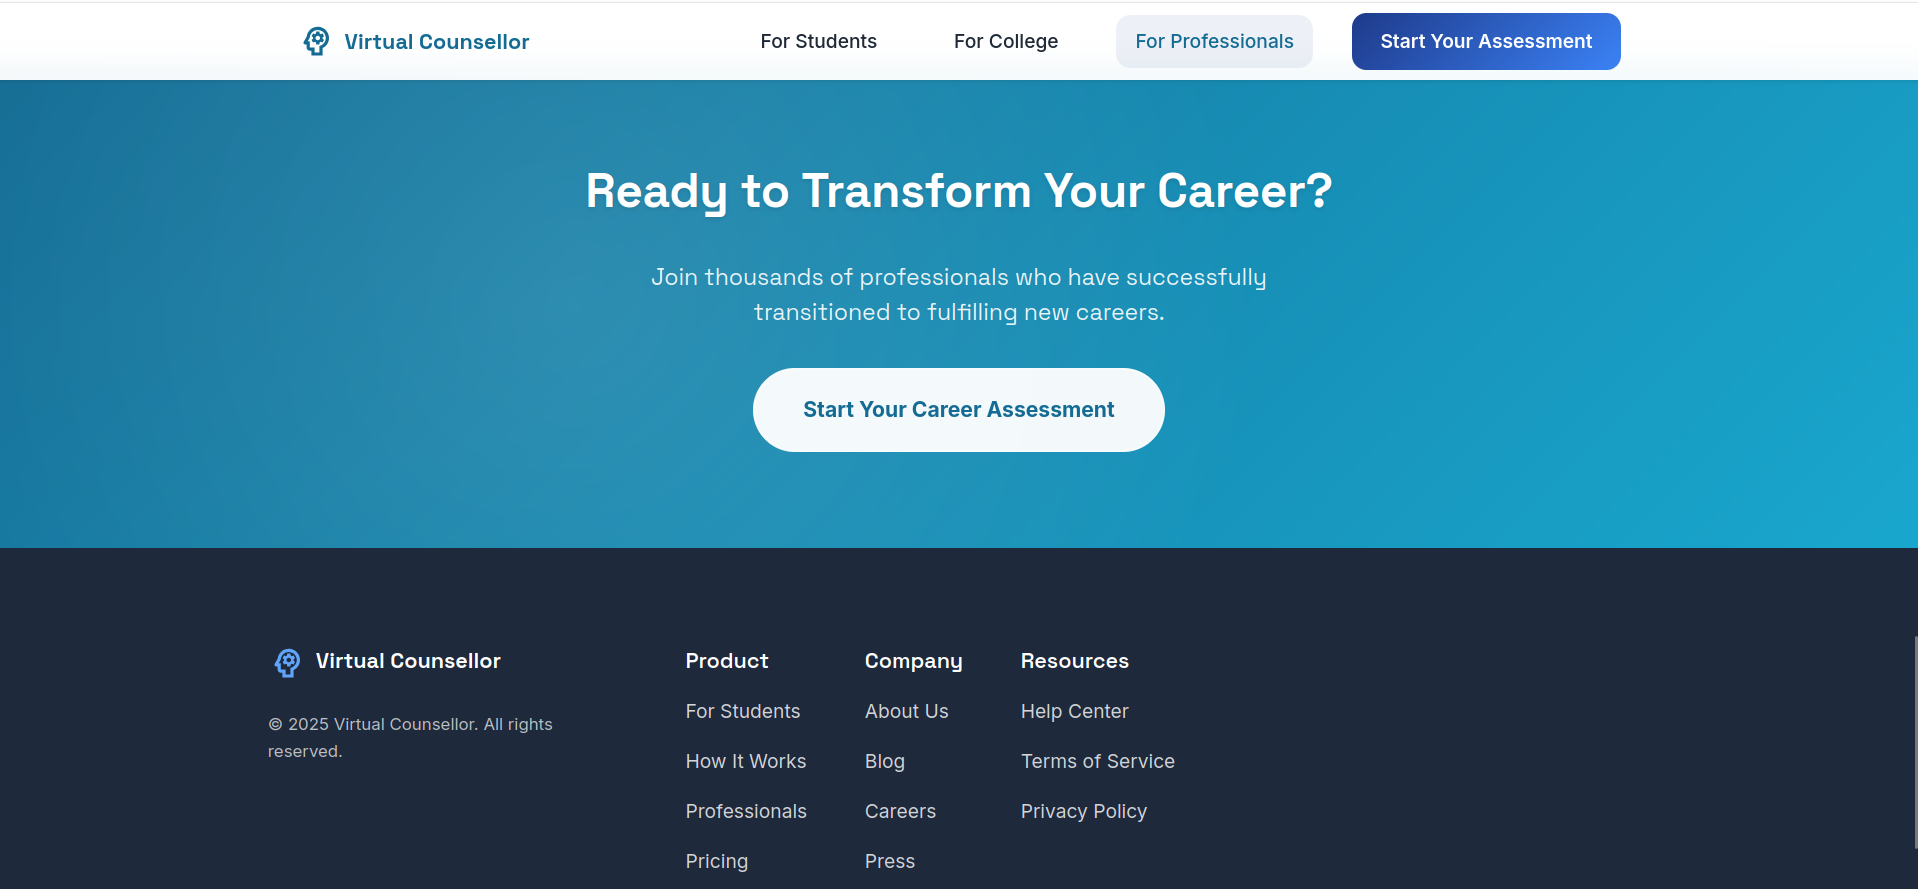 Virtual Counsellor
For Students
For College
For Professionals
Start Your Assessment
Ready to Transform Your Career?
Join thousands of professionals who have successfully
transitioned to fulfilling new careers.
Start Your Career Assessment
Virtual Counsellor
© 2025 Virtual Counsellor. All rights
reserved.
Product
For Students
How It Works
Professionals
Pricing
Company
About Us
Blog
Careers
Press
Resources
Help Center
Terms of Service
Privacy Policy